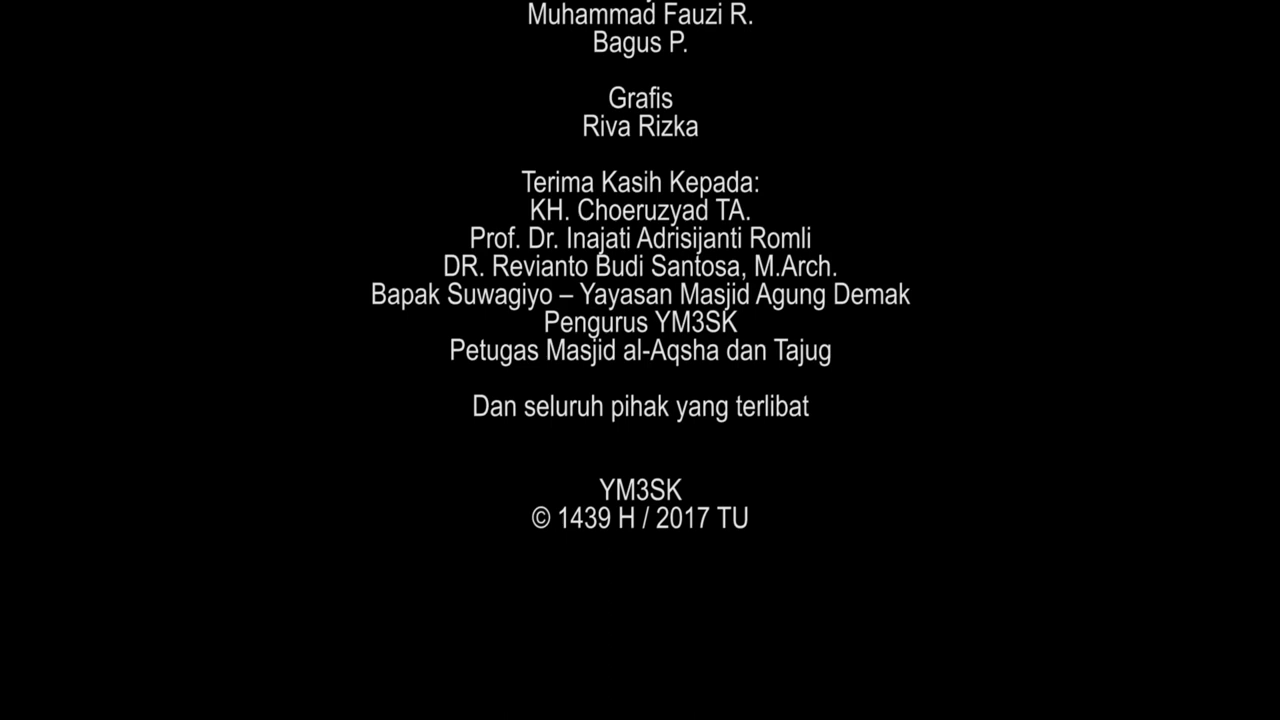 Muhammad Fauzi R.
Bagus P.
Grafis
Riva Rizka
Terima Kasih Kepada:
KH. Choeruzyad TA.
Prof. Dr. Inajati Adrisijanti Romli
DR. Revianto Budi Santosa, M.Arch.
Bapak Suwagiyo – Yayasan Masjid Agung Demak
Pengurus YM3SK
Petugas Masjid al-Aqsha dan Tajug
Dan seluruh pihak yang terlibat
YM3SK
© 1439 H / 2017 TU